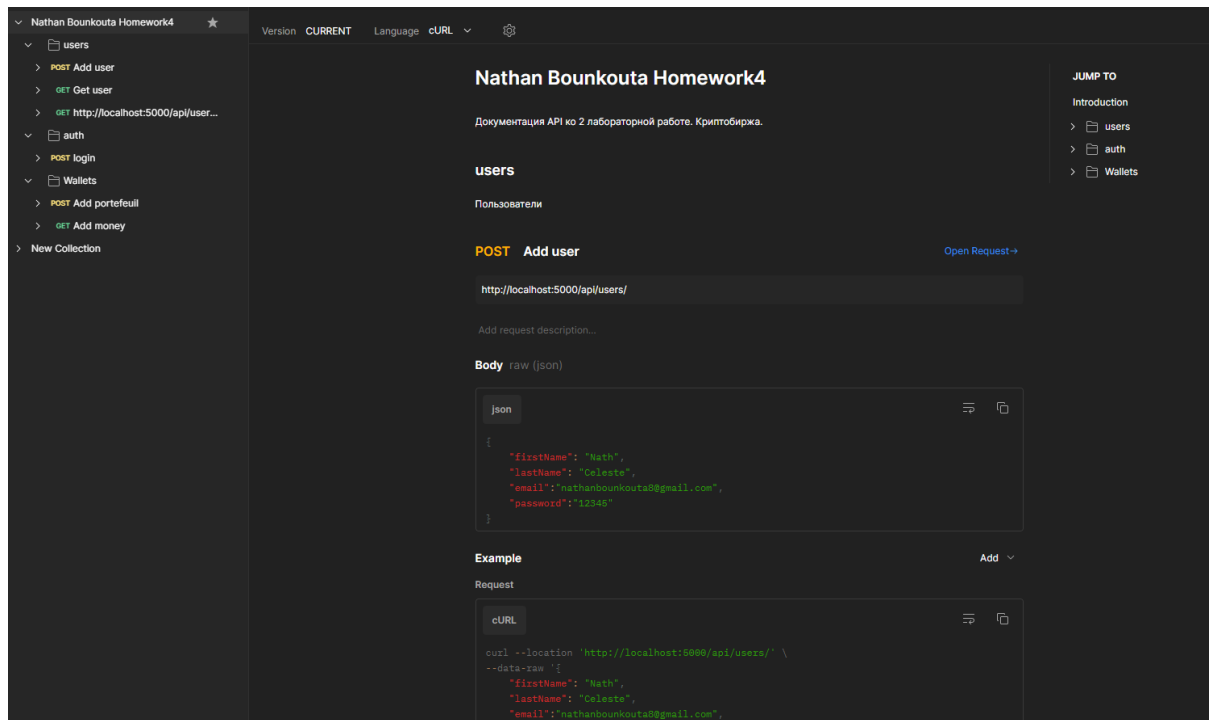 Nathan Bounkouta Homework4
users
POST Add user
GET Get user
GET http://localhost:5000/api/user...
auth
POST login
Wallets
POST Add portefeuil
GET Add money
New Collection
Version CURRENT Language cURL
Nathan Bounkouta Homework4
Документация API ко 2 лабораторной работе. Криптобиржа.
users
Пользователи
POST Add user Open Request→
http://localhost:5000/api/users/
Add request description...
Body raw (json)
json
{
"firstName": "Nath",
"lastName": "Celeste",
"email":"nathanbounkouta8@gmail.com",
"password":"12345"
}
Example Add
Request
cURL
curl --location 'http://localhost:5000/api/users/' \
--data-raw '{
"firstName": "Nath",
"lastName": "Celeste",
"email":"nathanbounkouta8@gmail.com",
JUMP TO
Introduction
users
auth
Wallets